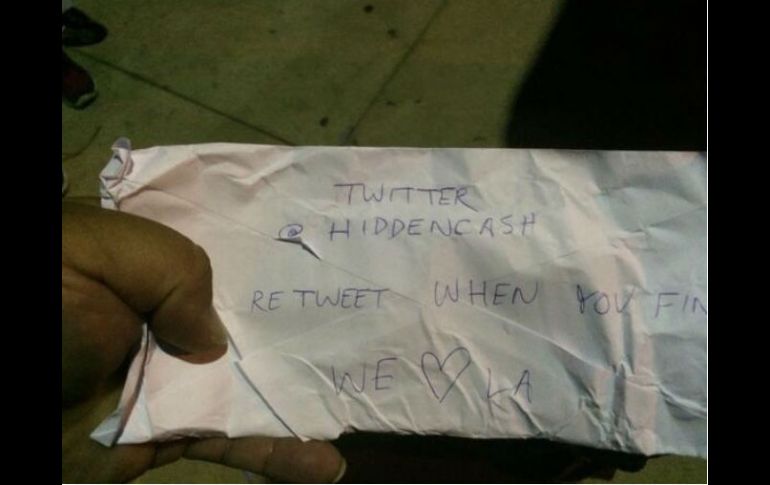 TWITTER
@ HIDDENCASH
RETWEET WHEN YOU FIN
WE ♡ LA